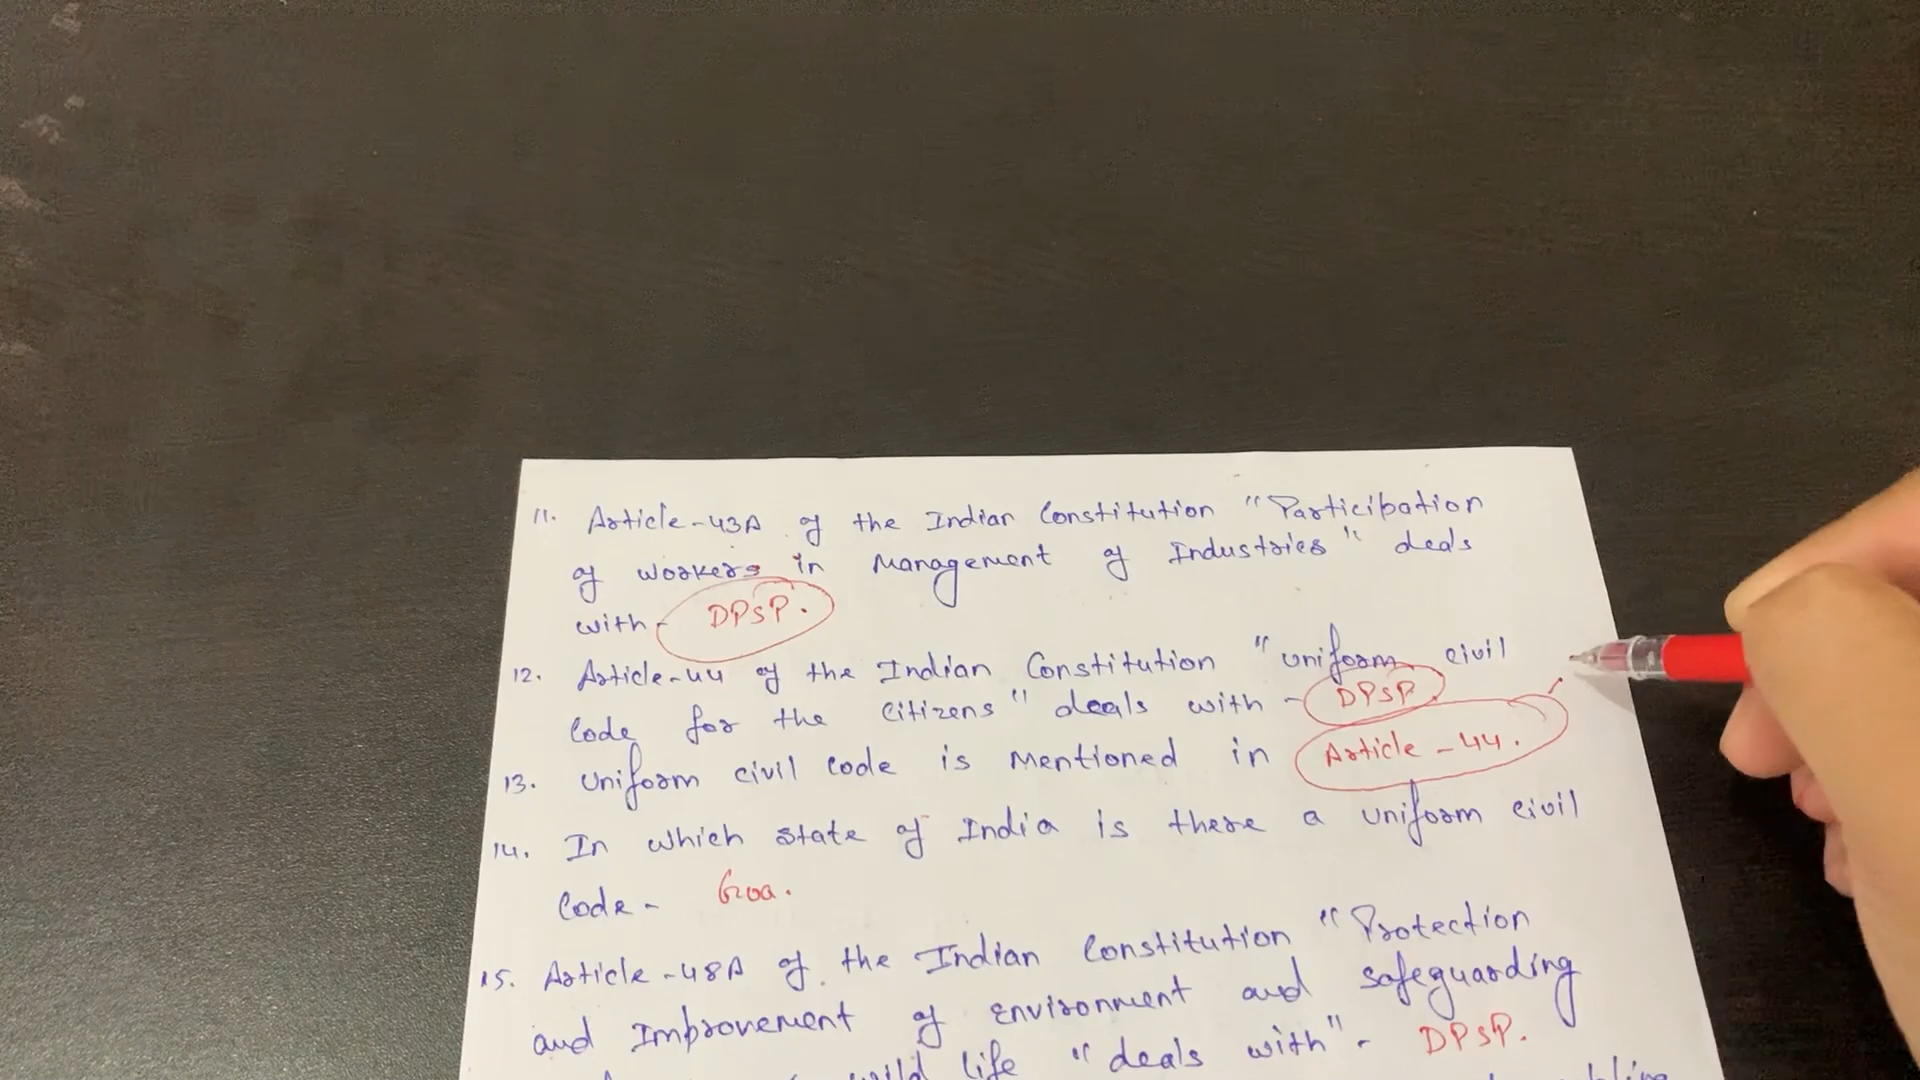 11. Article-43A of the Indian Constitution "Participation
of workers in Management of Industries" deals
with- DPSP.
12. Article-44 of the Indian Constitution "uniform civil
Code for the citizens" deals with - DPSP.
13. Uniform civil code is Mentioned in Article - 44.
14. In which state of India is there a uniform civil
Code- Goa.
15. Article-48A of the Indian Constitution "Protection
and Improvement of Environment and safeguarding
wild life "deals with"- DPSP.